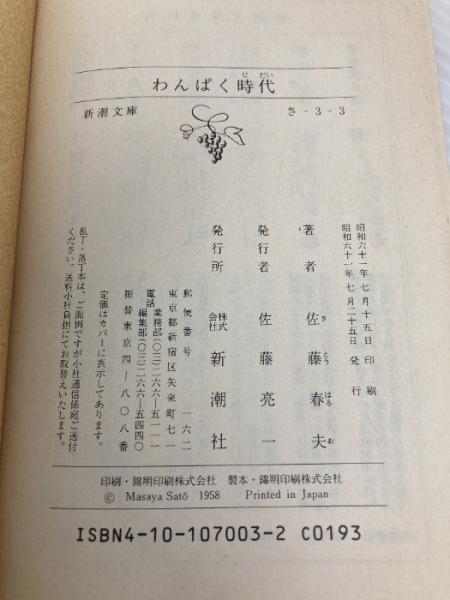 わんぱく時代
じだい
新潮文庫
さ-3-3
昭和六十一年七月十五日 印刷
昭和六十一年七月二十五日 発行
著者 佐藤春夫
さとうはるお
発行者 佐藤亮一
発行所 株式会社 新潮社
郵便番号 一六二
東京都新宿区矢来町七一
電話 業務部(〇三)二六六―五一一一
編集部(〇三)二六六―五四四〇
振替東京四―八〇八番
定価はカバーに表示してあります。
乱丁・落丁本は、ご面倒ですが小社通信係宛ご送付
ください。送料小社負担にてお取替えいたします。
印刷・錦明印刷株式会社 製本・錦明印刷株式会社
© Masaya Satô 1958 Printed in Japan
ISBN4-10-107003-2 C0193